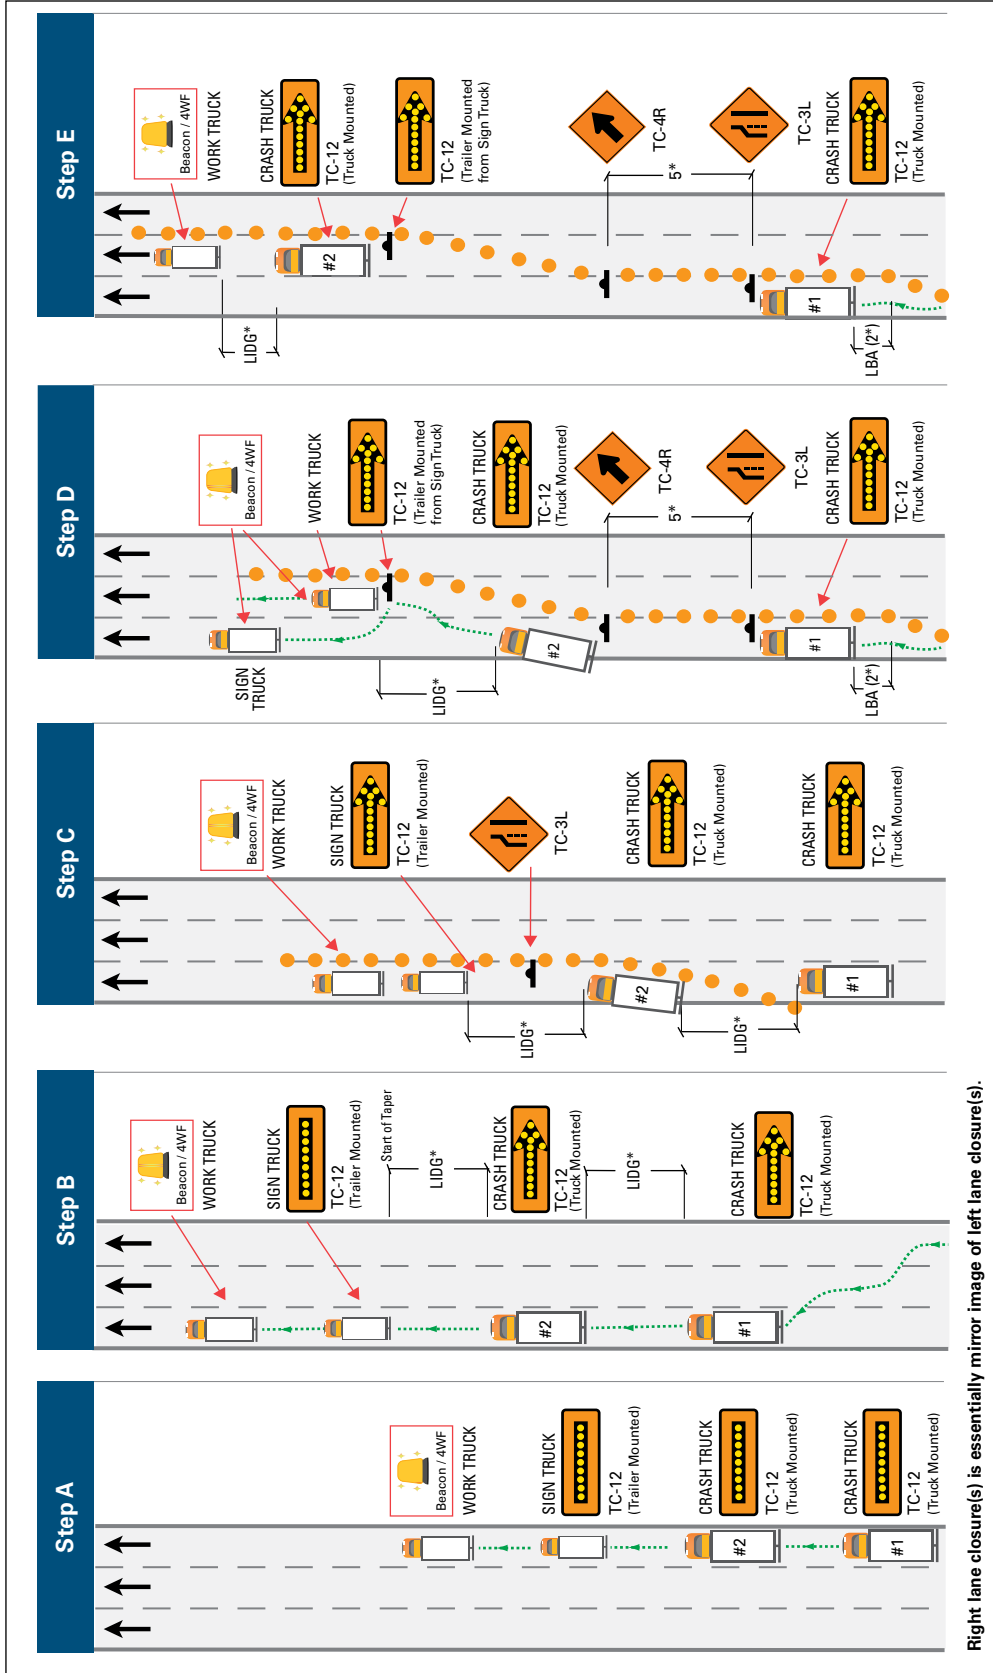 Step A
Beacon / 4WF
WORK TRUCK
SIGN TRUCK
TC-12
(Trailer Mounted)
CRASH TRUCK
TC-12
(Truck Mounted)
CRASH TRUCK
TC-12
(Truck Mounted)
#2
#1
Step B
Beacon / 4WF
WORK TRUCK
SIGN TRUCK
TC-12
(Trailer Mounted)
Start of Taper
LIDG*
CRASH TRUCK
TC-12
(Truck Mounted)
LIDG*
CRASH TRUCK
TC-12
(Truck Mounted)
#2
#1
Step C
Beacon / 4WF
WORK TRUCK
SIGN TRUCK
TC-12
(Trailer Mounted)
TC-3L
CRASH TRUCK
TC-12
(Truck Mounted)
CRASH TRUCK
TC-12
(Truck Mounted)
#2
#1
LIDG*
LIDG*
Step D
Beacon / 4WF
WORK TRUCK
TC-12
(Trailer Mounted
from Sign Truck)
CRASH TRUCK
TC-12
(Truck Mounted)
TC-4R
5*
TC-3L
CRASH TRUCK
TC-12
(Truck Mounted)
#2
#1
SIGN
TRUCK
LIDG*
LBA (2*)
Step E
Beacon / 4WF
WORK TRUCK
CRASH TRUCK
TC-12
(Truck Mounted)
TC-12
(Trailer Mounted
from Sign Truck)
TC-4R
5*
TC-3L
CRASH TRUCK
TC-12
(Truck Mounted)
#2
#1
LIDG*
LBA (2*)
Right lane closure(s) is essentially mirror image of left lane closure(s).